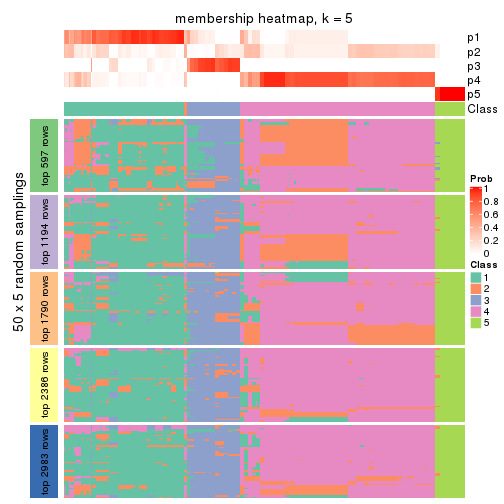 membership heatmap, k = 5
p1
p2
p3
p4
p5
Class
50 x 5 random samplings
top 597 rows
top 1194 rows
top 1790 rows
top 2386 rows
top 2983 rows
Prob
1
0.8
0.6
0.4
0.2
0
Class
1
2
3
4
5